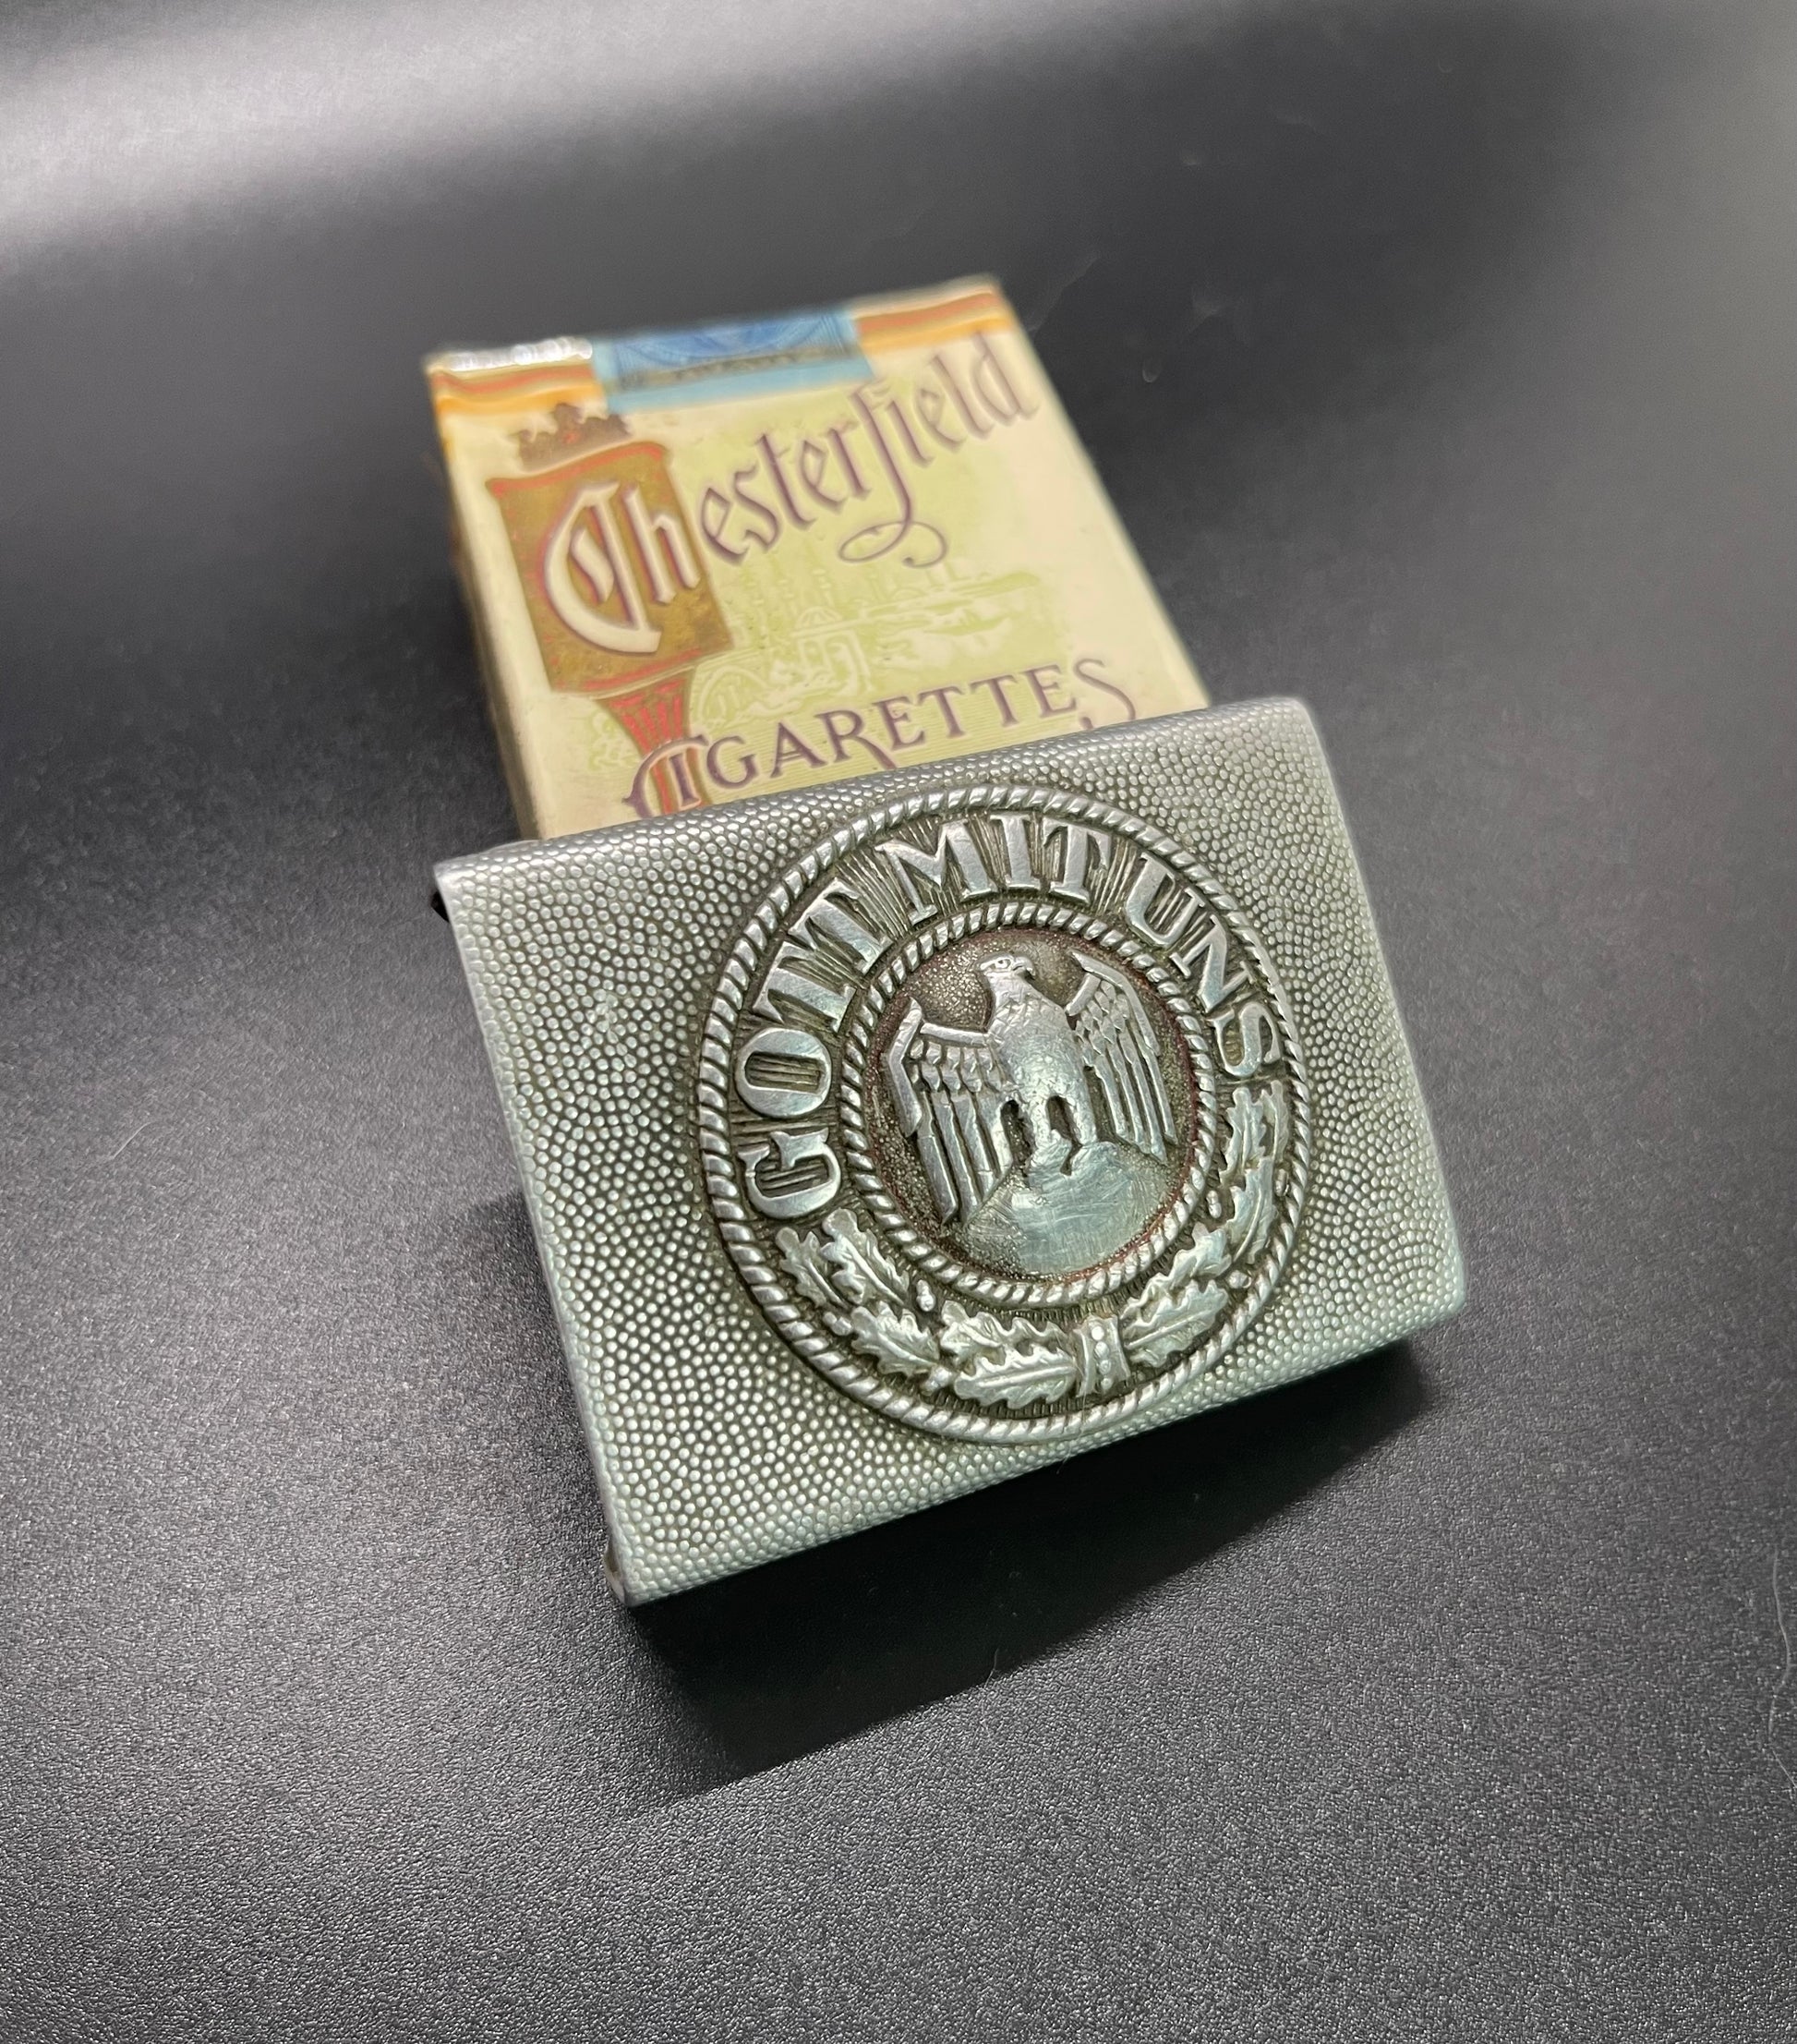 Chesterfield
CIGARETTES
GOTT MIT UNS